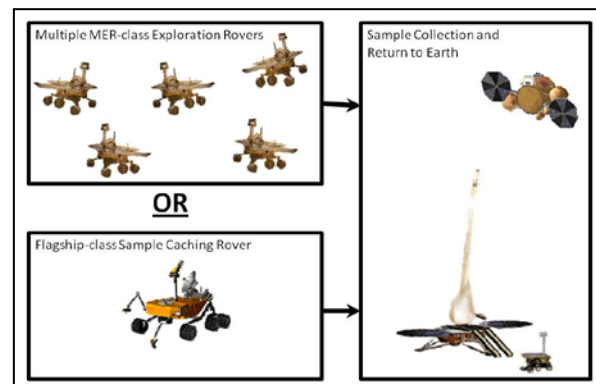 Multiple MER-class Exploration Rovers
OR
Flagship-class Sample Caching Rover
Sample Collection and
Return to Earth